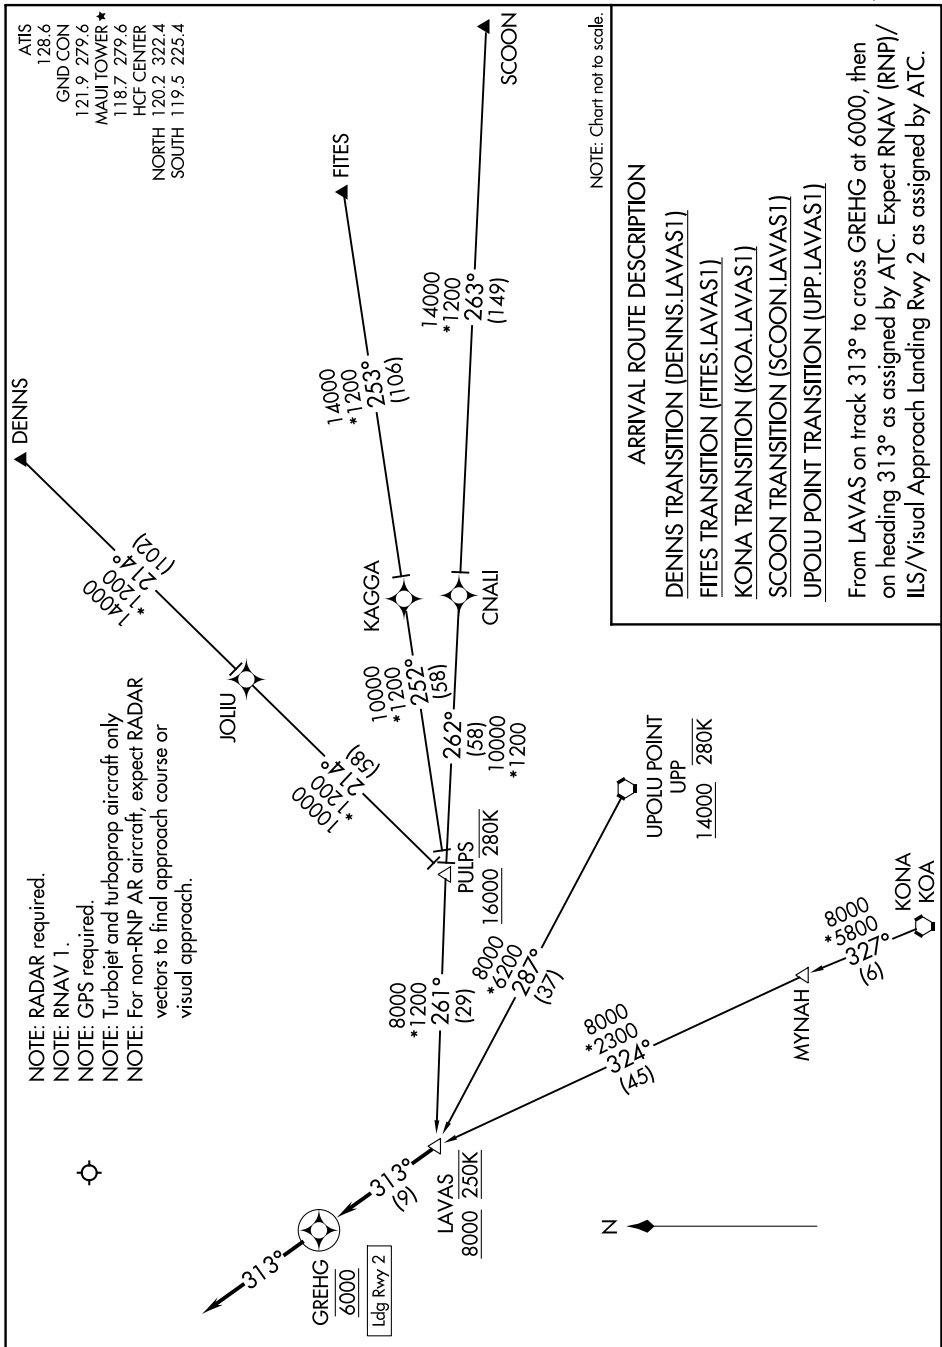 ATIS
128.6
GND CON
121.9 279.6
MAUI TOWER★
118.7 279.6
HCF CENTER
NORTH 120.2 322.4
SOUTH 119.5 225.4
NOTE: RADAR required.
NOTE: RNAV 1.
NOTE: GPS required.
NOTE: Turbojet and turboprop aircraft only
NOTE: For non-RNP AR aircraft, expect RADAR
vectors to final approach course or
visual approach.
DENNS
14000
*1200
214°
(102)
JOLIU
10000
*1200
214°
(58)
FITES
14000
*1200
253°
(106)
KAGGA
10000
*1200
252°
(58)
SCOON
14000
*1200
263°
(149)
CNALI
262°
(58)
10000
*1200
PULPS
16000 280K
8000
*1200
261°
(29)
UPOLU POINT
UPP
14000 280K
8000
*6200
287°
(37)
KONA
KOA
8000
*5800
327°
(6)
MYNAH
8000
*2300
324°
(45)
LAVAS
8000 250K
313°
(9)
GREHG
6000
Ldg Rwy 2
313°
N
NOTE: Chart not to scale.
ARRIVAL ROUTE DESCRIPTION
DENNS TRANSITION (DENNS.LAVAS1)
FITES TRANSITION (FITES.LAVAS1)
KONA TRANSITION (KOA.LAVAS1)
SCOON TRANSITION (SCOON.LAVAS1)
UPOLU POINT TRANSITION (UPP.LAVAS1)
From LAVAS on track 313° to cross GREHG at 6000, then
on heading 313° as assigned by ATC. Expect RNAV (RNP)/
ILS/Visual Approach Landing Rwy 2 as assigned by ATC.